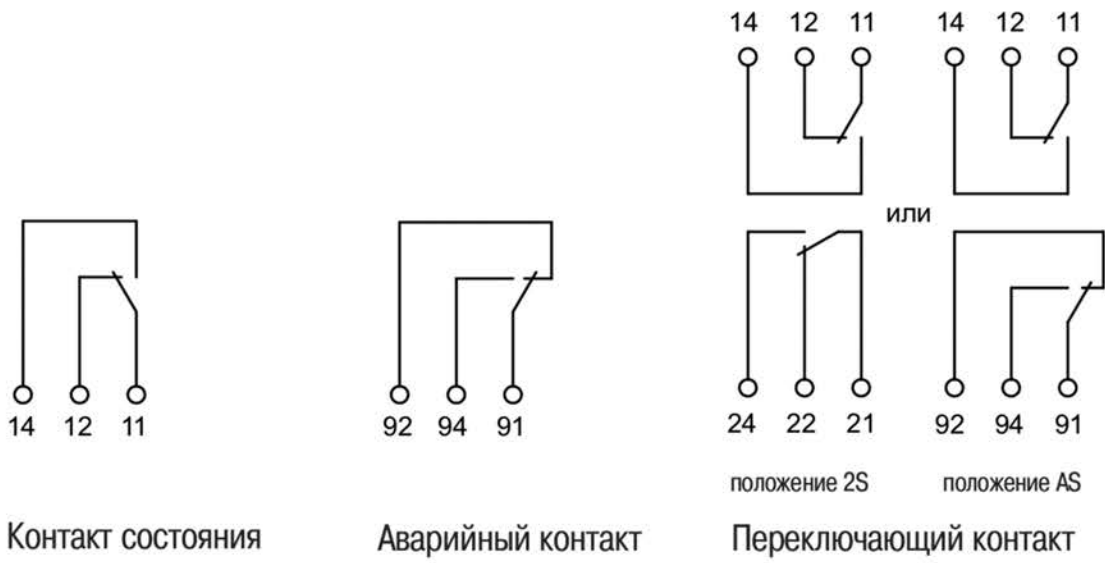 14 12 11
14 12 11
или
14 12 11
92 94 91
24 22 21
92 94 91
положение 2S
положение AS
Контакт состояния
Аварийный контакт
Переключающий контакт